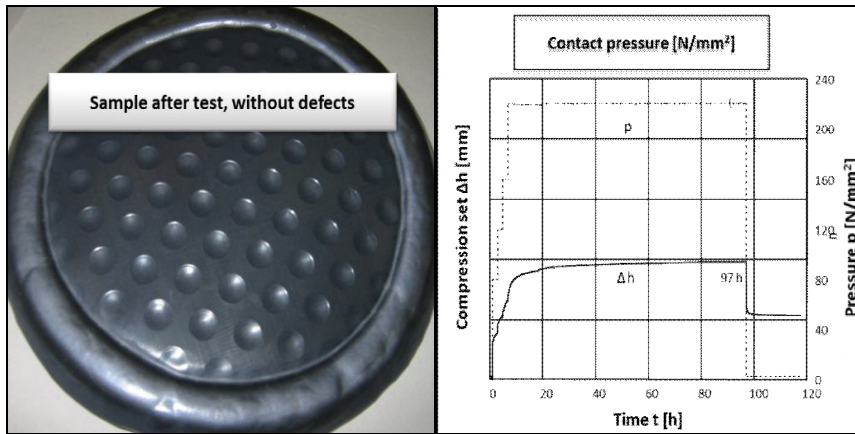 Sample after test, without defects
Contact pressure [N/mm²]
Compression set Δh [mm]
240
200
160
120
80
40
0
Pressure p [N/mm²]
p
Δh
97 h
0
20
40
60
80
100
120
Time t [h]